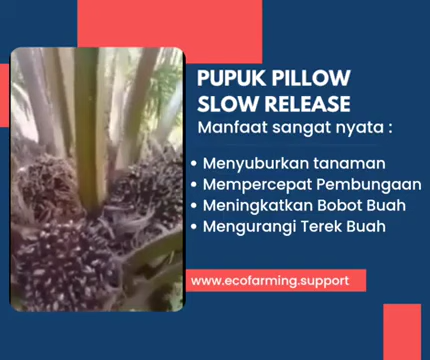 PUPUK PILLOW
SLOW RELEASE
Manfaat sangat nyata :
• Menyuburkan tanaman
• Mempercepat Pembungaan
• Meningkatkan Bobot Buah
• Mengurangi Terek Buah
www.ecofarming.support